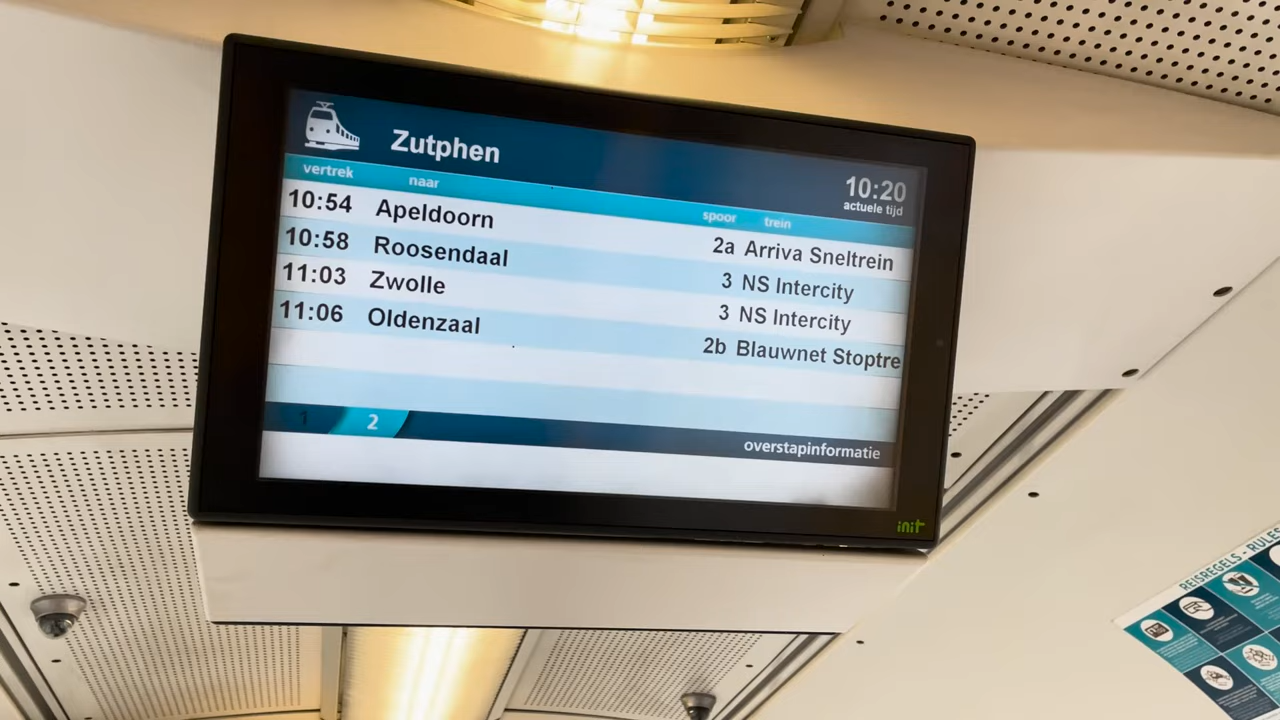 Zutphen
10:20
actuele tijd
vertrek naar spoor trein
10:54 Apeldoorn 2a Arriva Sneltrein
10:58 Roosendaal 3 NS Intercity
11:03 Zwolle 3 NS Intercity
11:06 Oldenzaal 2b Blauwnet Stoptre
1 2
overstapinformatie
init
REISREGELS - RULES